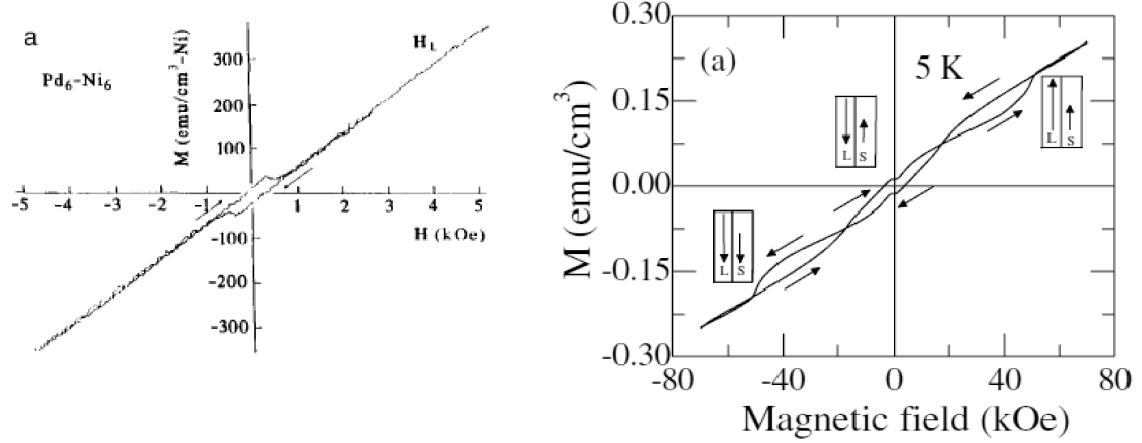 a
Pd6-Ni6
M (emu/cm3-Ni)
HL
300
200
100
-5 -4 -3 -2 -1 1 2 3 4 5
H (kOe)
-100
-200
-300
(a)
5 K
M (emu/cm3)
0.30
0.15
0.00
-0.15
-0.30
L S
L S
L S
-80 -40 0 40 80
Magnetic field (kOe)